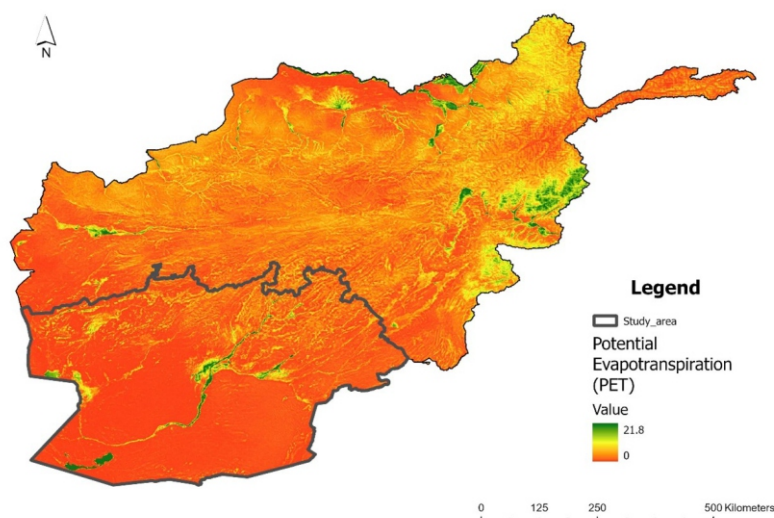 N
Legend
Study_area
Potential
Evapotranspiration
(PET)
Value
21.8
0
0 125 250 500 Kilometers